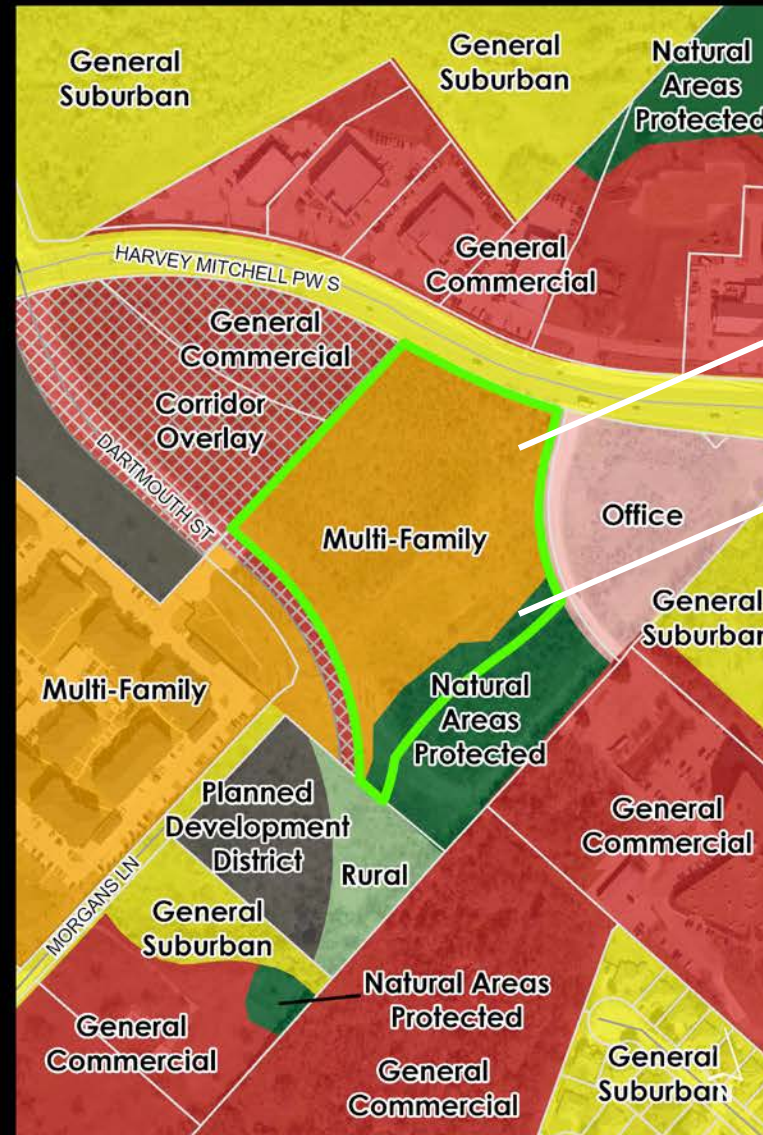 General
Suburban
General
Suburban
Natural
Areas
Protected
HARVEY MITCHELL PW S
General
Commercial
General
Commercial
Corridor
Overlay
DARTMOUTH ST
Multi-Family
Office
General
Suburban
Multi-Family
Natural
Areas
Protected
Planned
Development
District
Rural
General
Commercial
MORGANS LN
General
Suburban
Natural Areas
Protected
General
Commercial
General
Commercial
General
Suburban